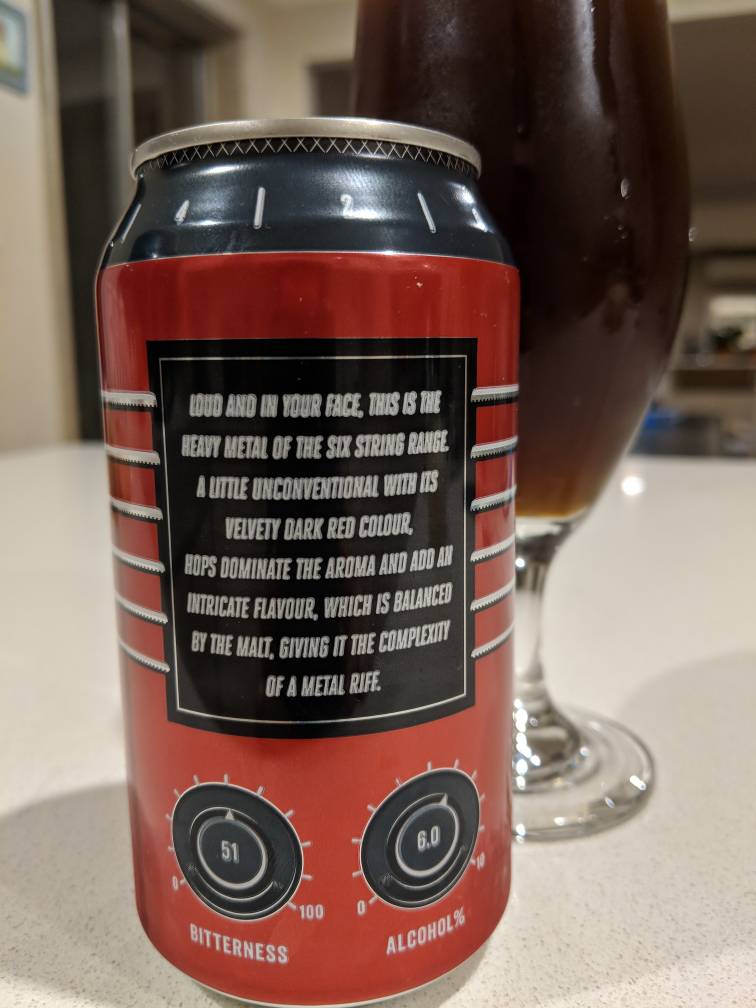 2
LOUD AND IN YOUR FACE, THIS IS THE
HEAVY METAL OF THE SIX STRING RANGE.
A LITTLE UNCONVENTIONAL WITH ITS
VELVETY DARK RED COLOUR,
HOPS DOMINATE THE AROMA AND ADD AN
INTRICATE FLAVOUR, WHICH IS BALANCED
BY THE MALT, GIVING IT THE COMPLEXITY
OF A METAL RIFF.
51
0
100
BITTERNESS
6.0
0
10
ALCOHOL%